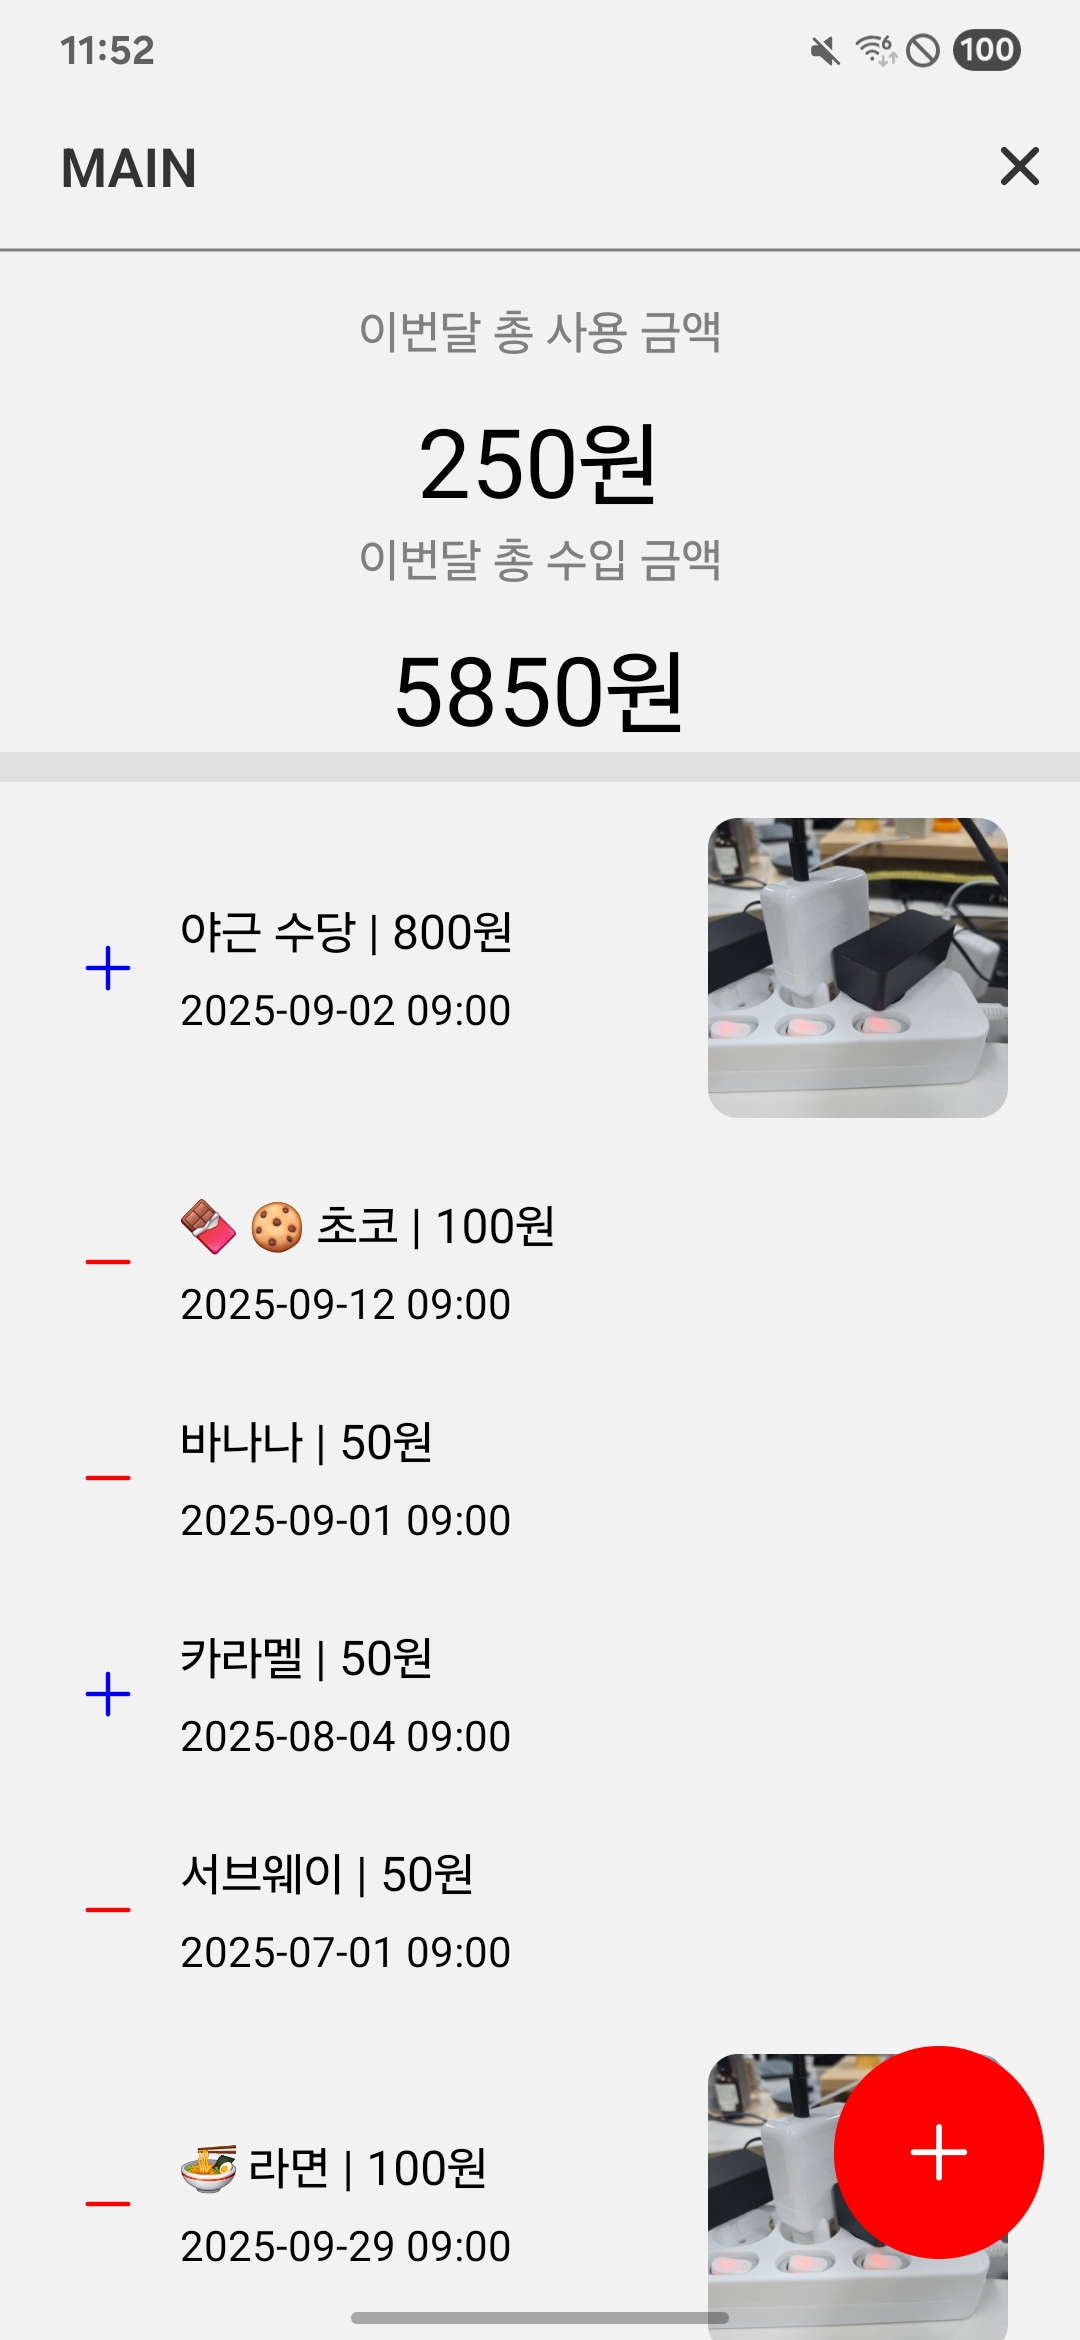 11:52
6
100
MAIN
이번달 총 사용 금액
250원
이번달 총 수입 금액
5850원
야근 수당 | 800원
2025-09-02 09:00
🍫 🍪 초코 | 100원
2025-09-12 09:00
바나나 | 50원
2025-09-01 09:00
카라멜 | 50원
2025-08-04 09:00
서브웨이 | 50원
2025-07-01 09:00
🍜 라면 | 100원
2025-09-29 09:00